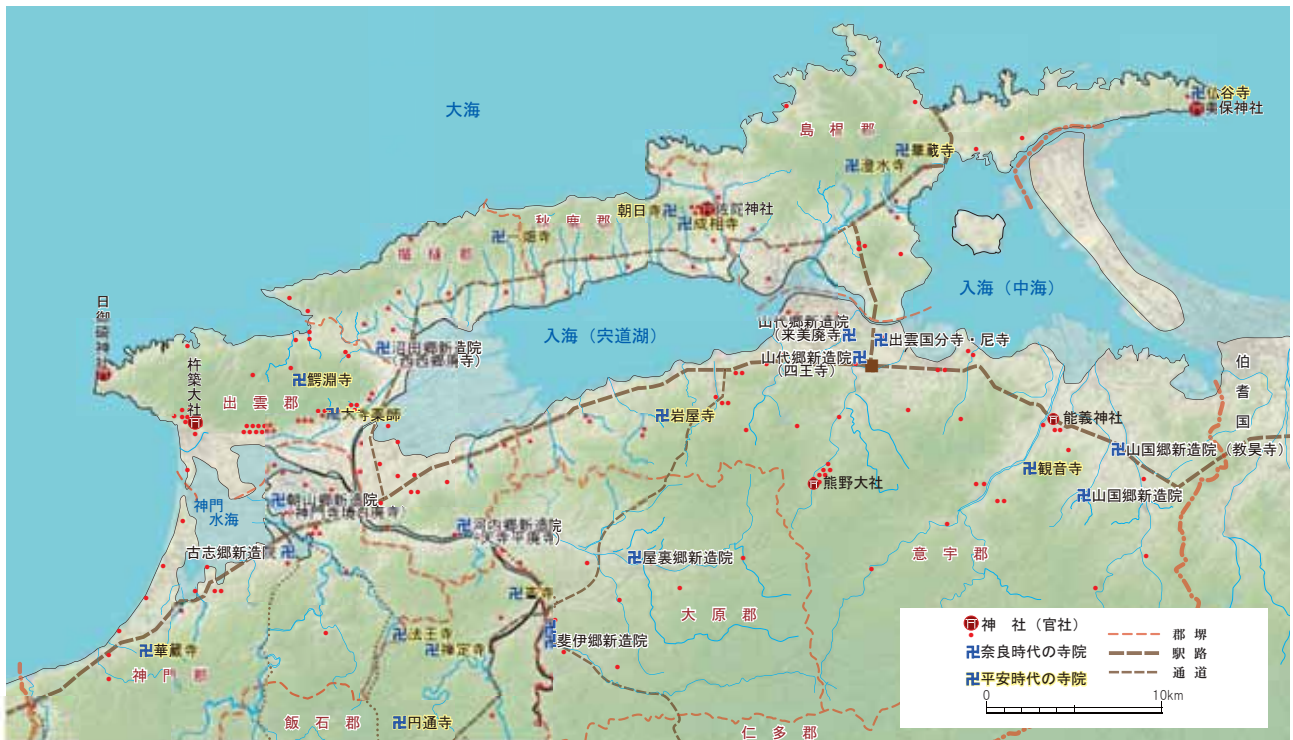 大海
島根郡
仏谷寺
美保神社
華蔵寺
澄水寺
朝日寺
佐陀神社
成相寺
秋鹿郡
一畑寺
楯縫郡
入海（中海）
日御碕神社
入海（宍道湖）
山代郷新造院
（来美廃寺）
出雲国分寺・尼寺
山代郷新造院
（四王寺）
沼田郷新造院
伯耆国
杵築大社
鰐淵寺
出雲郡
大寺薬師
岩屋寺
能義神社
山国郷新造院（教昊寺）
観音寺
熊野大社
山国郷新造院
神門
水海
朝山郷新造院
（神門寺境内廃寺）
河内郷新造院
古志郷新造院
屋裏郷新造院
意宇郡
大原郡
斐伊郷新造院
法王寺
禅定寺
華蔵寺
神門郡
飯石郡
円通寺
仁多郡
神社（官社）
奈良時代の寺院
平安時代の寺院
郡堺
駅路
通道
0 10km